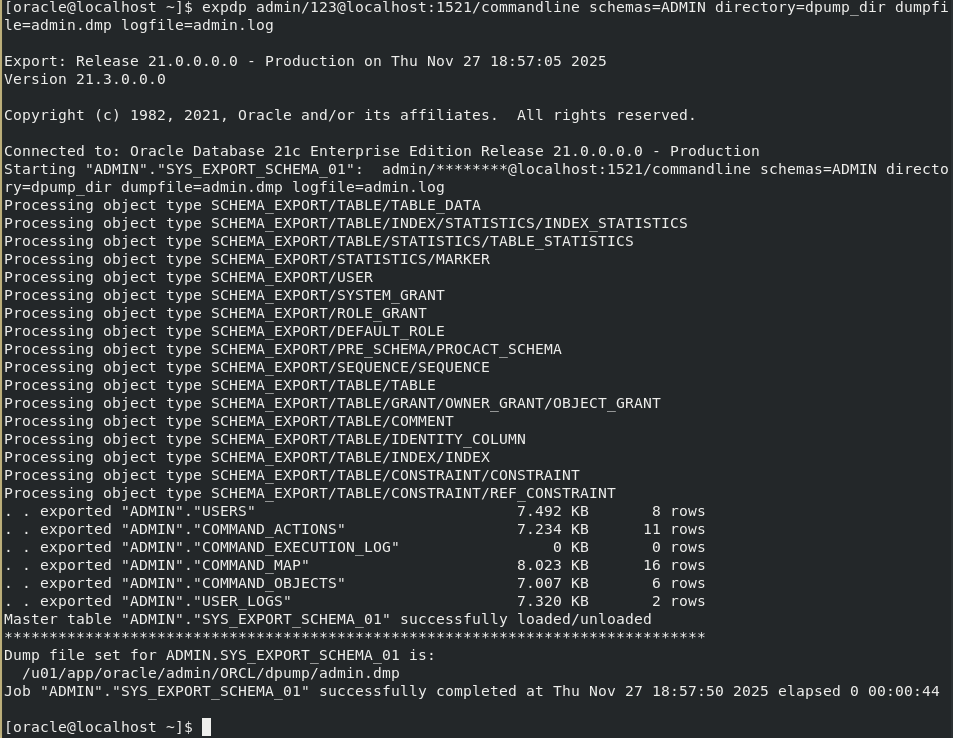 [oracle@localhost ~]$ expdp admin/123@localhost:1521/commandline schemas=ADMIN directory=dpump_dir dumpfi
le=admin.dmp logfile=admin.log
Export: Release 21.0.0.0.0 - Production on Thu Nov 27 18:57:05 2025
Version 21.3.0.0.0
Copyright (c) 1982, 2021, Oracle and/or its affiliates.  All rights reserved.
Connected to: Oracle Database 21c Enterprise Edition Release 21.0.0.0.0 - Production
Starting "ADMIN"."SYS_EXPORT_SCHEMA_01":  admin/********@localhost:1521/commandline schemas=ADMIN directo
ry=dpump_dir dumpfile=admin.dmp logfile=admin.log
Processing object type SCHEMA_EXPORT/TABLE/TABLE_DATA
Processing object type SCHEMA_EXPORT/TABLE/INDEX/STATISTICS/INDEX_STATISTICS
Processing object type SCHEMA_EXPORT/TABLE/STATISTICS/TABLE_STATISTICS
Processing object type SCHEMA_EXPORT/STATISTICS/MARKER
Processing object type SCHEMA_EXPORT/USER
Processing object type SCHEMA_EXPORT/SYSTEM_GRANT
Processing object type SCHEMA_EXPORT/ROLE_GRANT
Processing object type SCHEMA_EXPORT/DEFAULT_ROLE
Processing object type SCHEMA_EXPORT/PRE_SCHEMA/PROCACT_SCHEMA
Processing object type SCHEMA_EXPORT/SEQUENCE/SEQUENCE
Processing object type SCHEMA_EXPORT/TABLE/TABLE
Processing object type SCHEMA_EXPORT/TABLE/GRANT/OWNER_GRANT/OBJECT_GRANT
Processing object type SCHEMA_EXPORT/TABLE/COMMENT
Processing object type SCHEMA_EXPORT/TABLE/IDENTITY_COLUMN
Processing object type SCHEMA_EXPORT/TABLE/INDEX/INDEX
Processing object type SCHEMA_EXPORT/TABLE/CONSTRAINT/CONSTRAINT
Processing object type SCHEMA_EXPORT/TABLE/CONSTRAINT/REF_CONSTRAINT
. . exported "ADMIN"."USERS"                             7.492 KB       8 rows
. . exported "ADMIN"."COMMAND_ACTIONS"                   7.234 KB      11 rows
. . exported "ADMIN"."COMMAND_EXECUTION_LOG"                 0 KB       0 rows
. . exported "ADMIN"."COMMAND_MAP"                       8.023 KB      16 rows
. . exported "ADMIN"."COMMAND_OBJECTS"                   7.007 KB       6 rows
. . exported "ADMIN"."USER_LOGS"                         7.320 KB       2 rows
Master table "ADMIN"."SYS_EXPORT_SCHEMA_01" successfully loaded/unloaded
******************************************************************************
Dump file set for ADMIN.SYS_EXPORT_SCHEMA_01 is:
  /u01/app/oracle/admin/ORCL/dpump/admin.dmp
Job "ADMIN"."SYS_EXPORT_SCHEMA_01" successfully completed at Thu Nov 27 18:57:50 2025 elapsed 0 00:00:44
[oracle@localhost ~]$